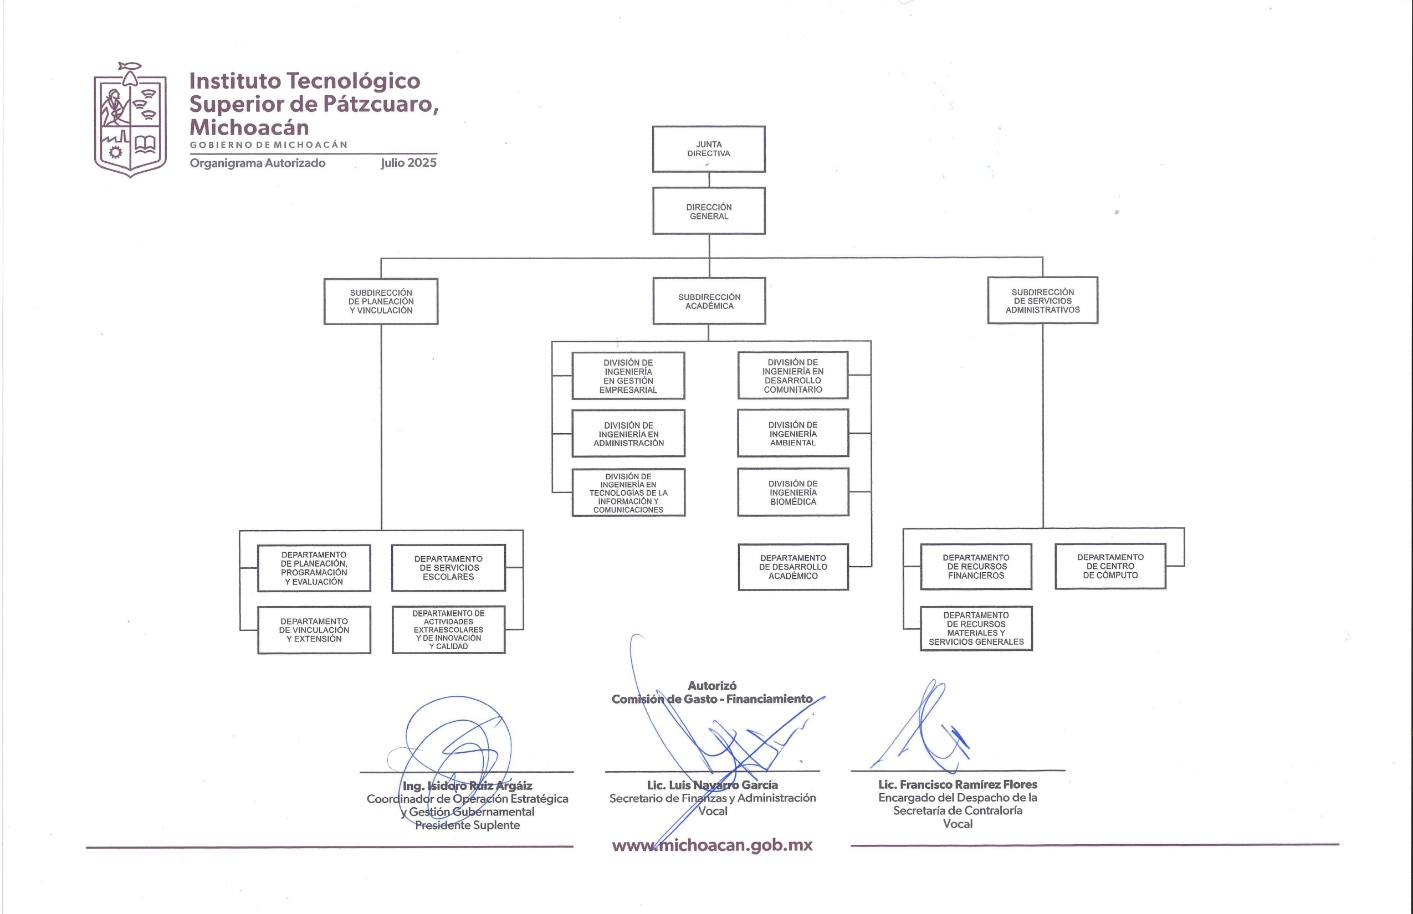 Instituto Tecnológico
Superior de Pátzcuaro,
Michoacán
GOBIERNO DE MICHOACÁN
Organigrama Autorizado Julio 2025
JUNTA
DIRECTIVA
DIRECCIÓN
GENERAL
SUBDIRECCIÓN
DE PLANEACIÓN
Y VINCULACIÓN
SUBDIRECCIÓN
ACADÉMICA
SUBDIRECCIÓN
DE SERVICIOS
ADMINISTRATIVOS
DIVISIÓN DE
INGENIERÍA
EN GESTIÓN
EMPRESARIAL
DIVISIÓN DE
INGENIERÍA EN
DESARROLLO
COMUNITARIO
DIVISIÓN DE
INGENIERÍA EN
ADMINISTRACIÓN
DIVISIÓN DE
INGENIERÍA
AMBIENTAL
DIVISIÓN DE
INGENIERÍA EN
TECNOLOGÍAS DE LA
INFORMACIÓN Y
COMUNICACIONES
DIVISIÓN DE
INGENIERÍA
BIOMÉDICA
DEPARTAMENTO
DE PLANEACIÓN,
PROGRAMACIÓN
Y EVALUACIÓN
DEPARTAMENTO
DE SERVICIOS
ESCOLARES
DEPARTAMENTO
DE DESARROLLO
ACADÉMICO
DEPARTAMENTO
DE RECURSOS
FINANCIEROS
DEPARTAMENTO
DE CENTRO
DE CÓMPUTO
DEPARTAMENTO
DE VINCULACIÓN
Y EXTENSIÓN
DEPARTAMENTO DE
ACTIVIDADES
EXTRAESCOLARES
Y DE INNOVACIÓN
Y CALIDAD
DEPARTAMENTO
DE RECURSOS
MATERIALES Y
SERVICIOS GENERALES
Autorizó
Comisión de Gasto - Financiamiento
Ing. Isidoro Ruiz Argáiz
Coordinador de Operación Estratégica
y Gestión Gubernamental
Presidente Suplente
Lic. Luis Navarro García
Secretario de Finanzas y Administración
Vocal
Lic. Francisco Ramírez Flores
Encargado del Despacho de la
Secretaría de Contraloría
Vocal
www.michoacan.gob.mx